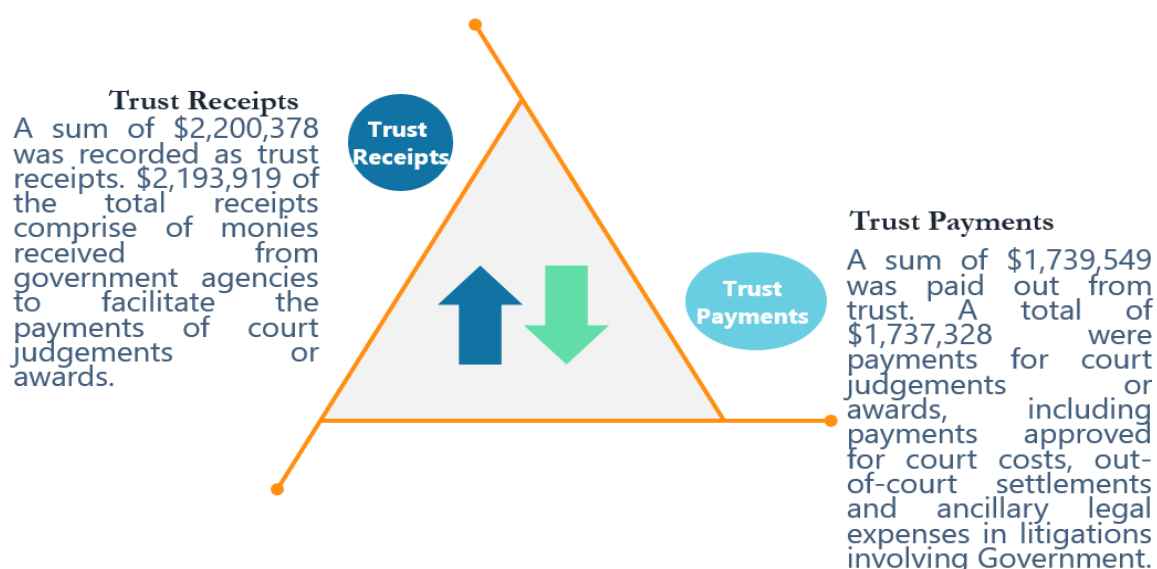 Trust Receipts
A sum of $2,200,378
was recorded as trust
receipts. $2,193,919 of
the total receipts
comprise of monies
received from
government agencies
to facilitate the
payments of court
judgements or
awards.
Trust
Receipts
Trust
Payments
Trust Payments
A sum of $1,739,549
was paid out from
trust. A total of
$1,737,328 were
payments for court
judgements or
awards, including
payments approved
for court costs, out-
of-court settlements
and ancillary legal
expenses in litigations
involving Government.